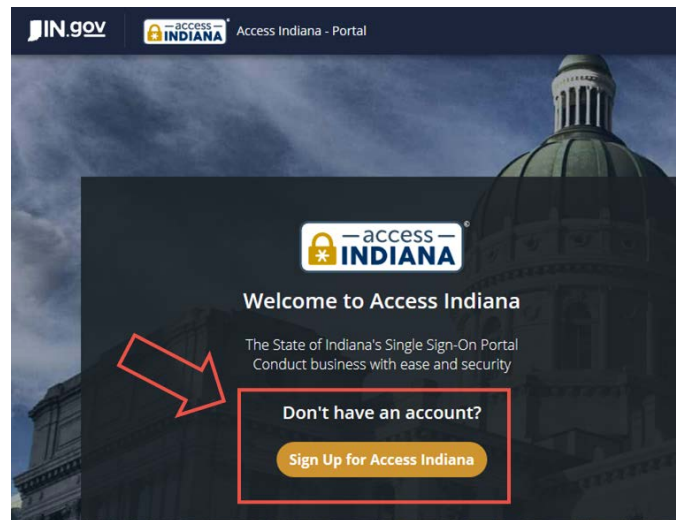 IN.gov
access
INDIANA
Access Indiana - Portal
access
INDIANA
Welcome to Access Indiana
The State of Indiana's Single Sign-On Portal
Conduct business with ease and security
Don't have an account?
Sign Up for Access Indiana